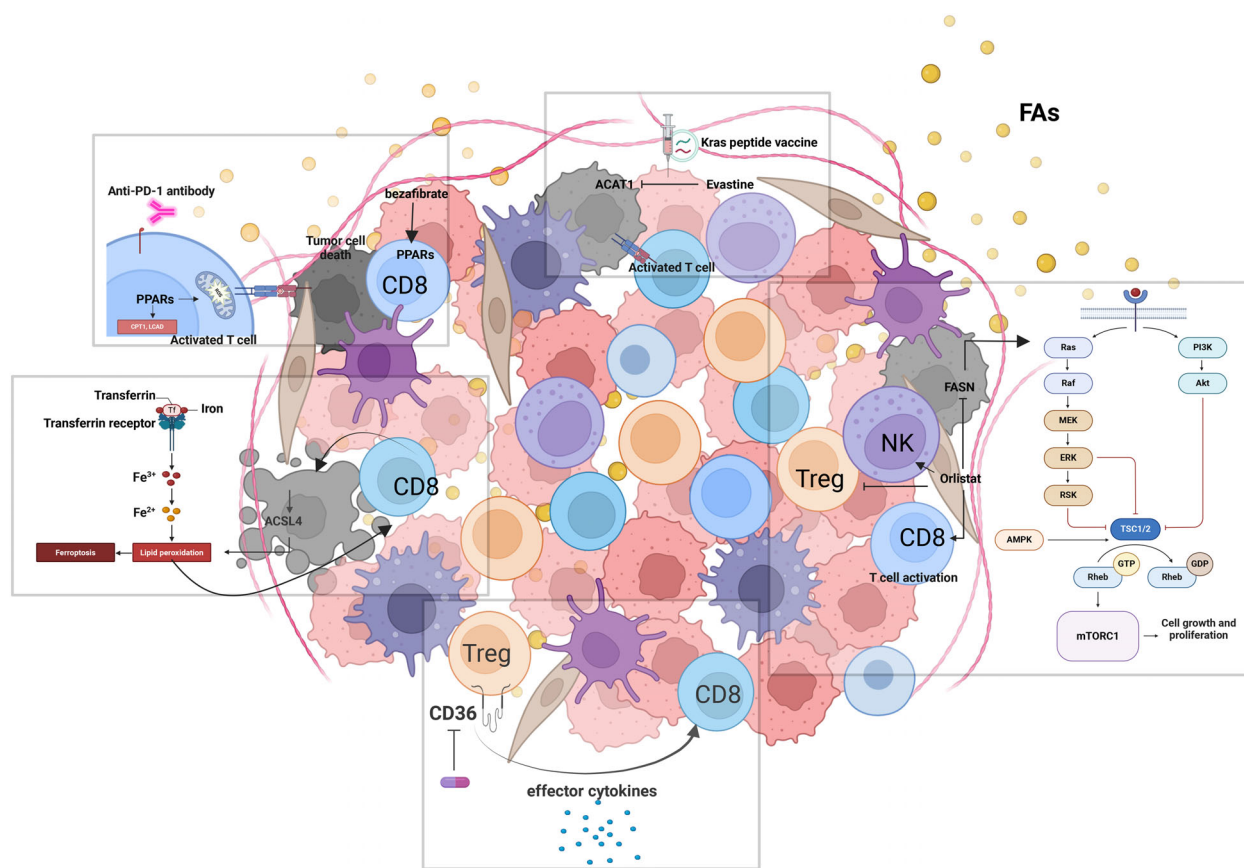 FAs
Kras peptide vaccine
ACAT1
Evastine
Activated T cell
Anti-PD-1 antibody
bezafibrate
Tumor cell
death
PPARs
CD8
PPARs
ROS
CPT1, LCAD
Activated T cell
Transferrin
Tf
Iron
Transferrin receptor
Fe3+
Fe2+
ACSL4
CD8
Ferroptosis
Lipid peroxidation
Ras
PI3K
Raf
Akt
FASN
MEK
NK
ERK
Treg
Orlistat
RSK
CD8
TSC1/2
AMPK
T cell activation
GTP
GDP
Rheb
Rheb
mTORC1
Cell growth and
proliferation
Treg
CD8
CD36
effector cytokines